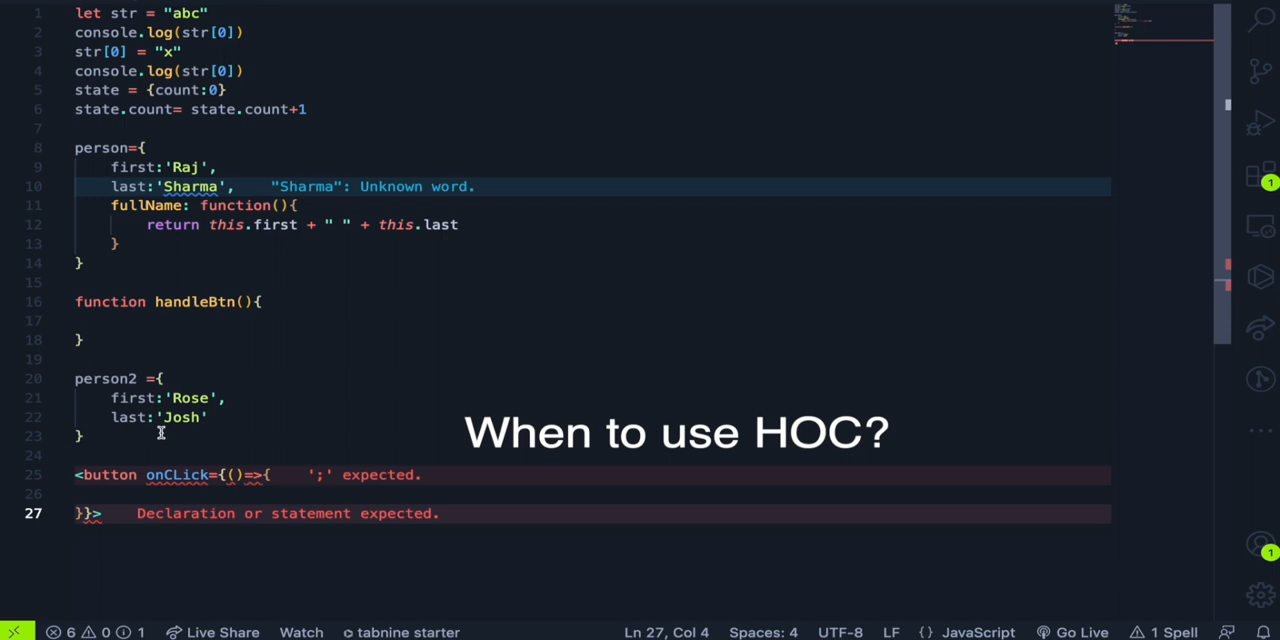 1 let str = "abc"
2 console.log(str[0])
3 str[0] = "x"
4 console.log(str[0])
5 state = {count:0}
6 state.count= state.count+1
7
8 person={
9 first:'Raj',
10 last:'Sharma', "Sharma": Unknown word.
11 fullName: function(){
12 return this.first + " " + this.last
13 }
14 }
15
16 function handleBtn(){
17
18 }
19
20 person2 ={
21 first:'Rose',
22 last:'Josh'
23 }
When to use HOC?
24
25 <button onCLick={()=>{ ';' expected.
26
27 }}> Declaration or statement expected.
1
1
6 0 1 Live Share Watch tabnine starter Ln 27, Col 4 Spaces: 4 UTF-8 LF {} JavaScript Go Live 1 Spell